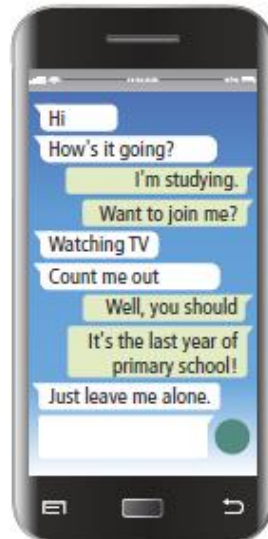 Hi
How's it going?
I'm studying.
Want to join me?
Watching TV
Count me out
Well, you should
It's the last year of
primary school!
Just leave me alone.